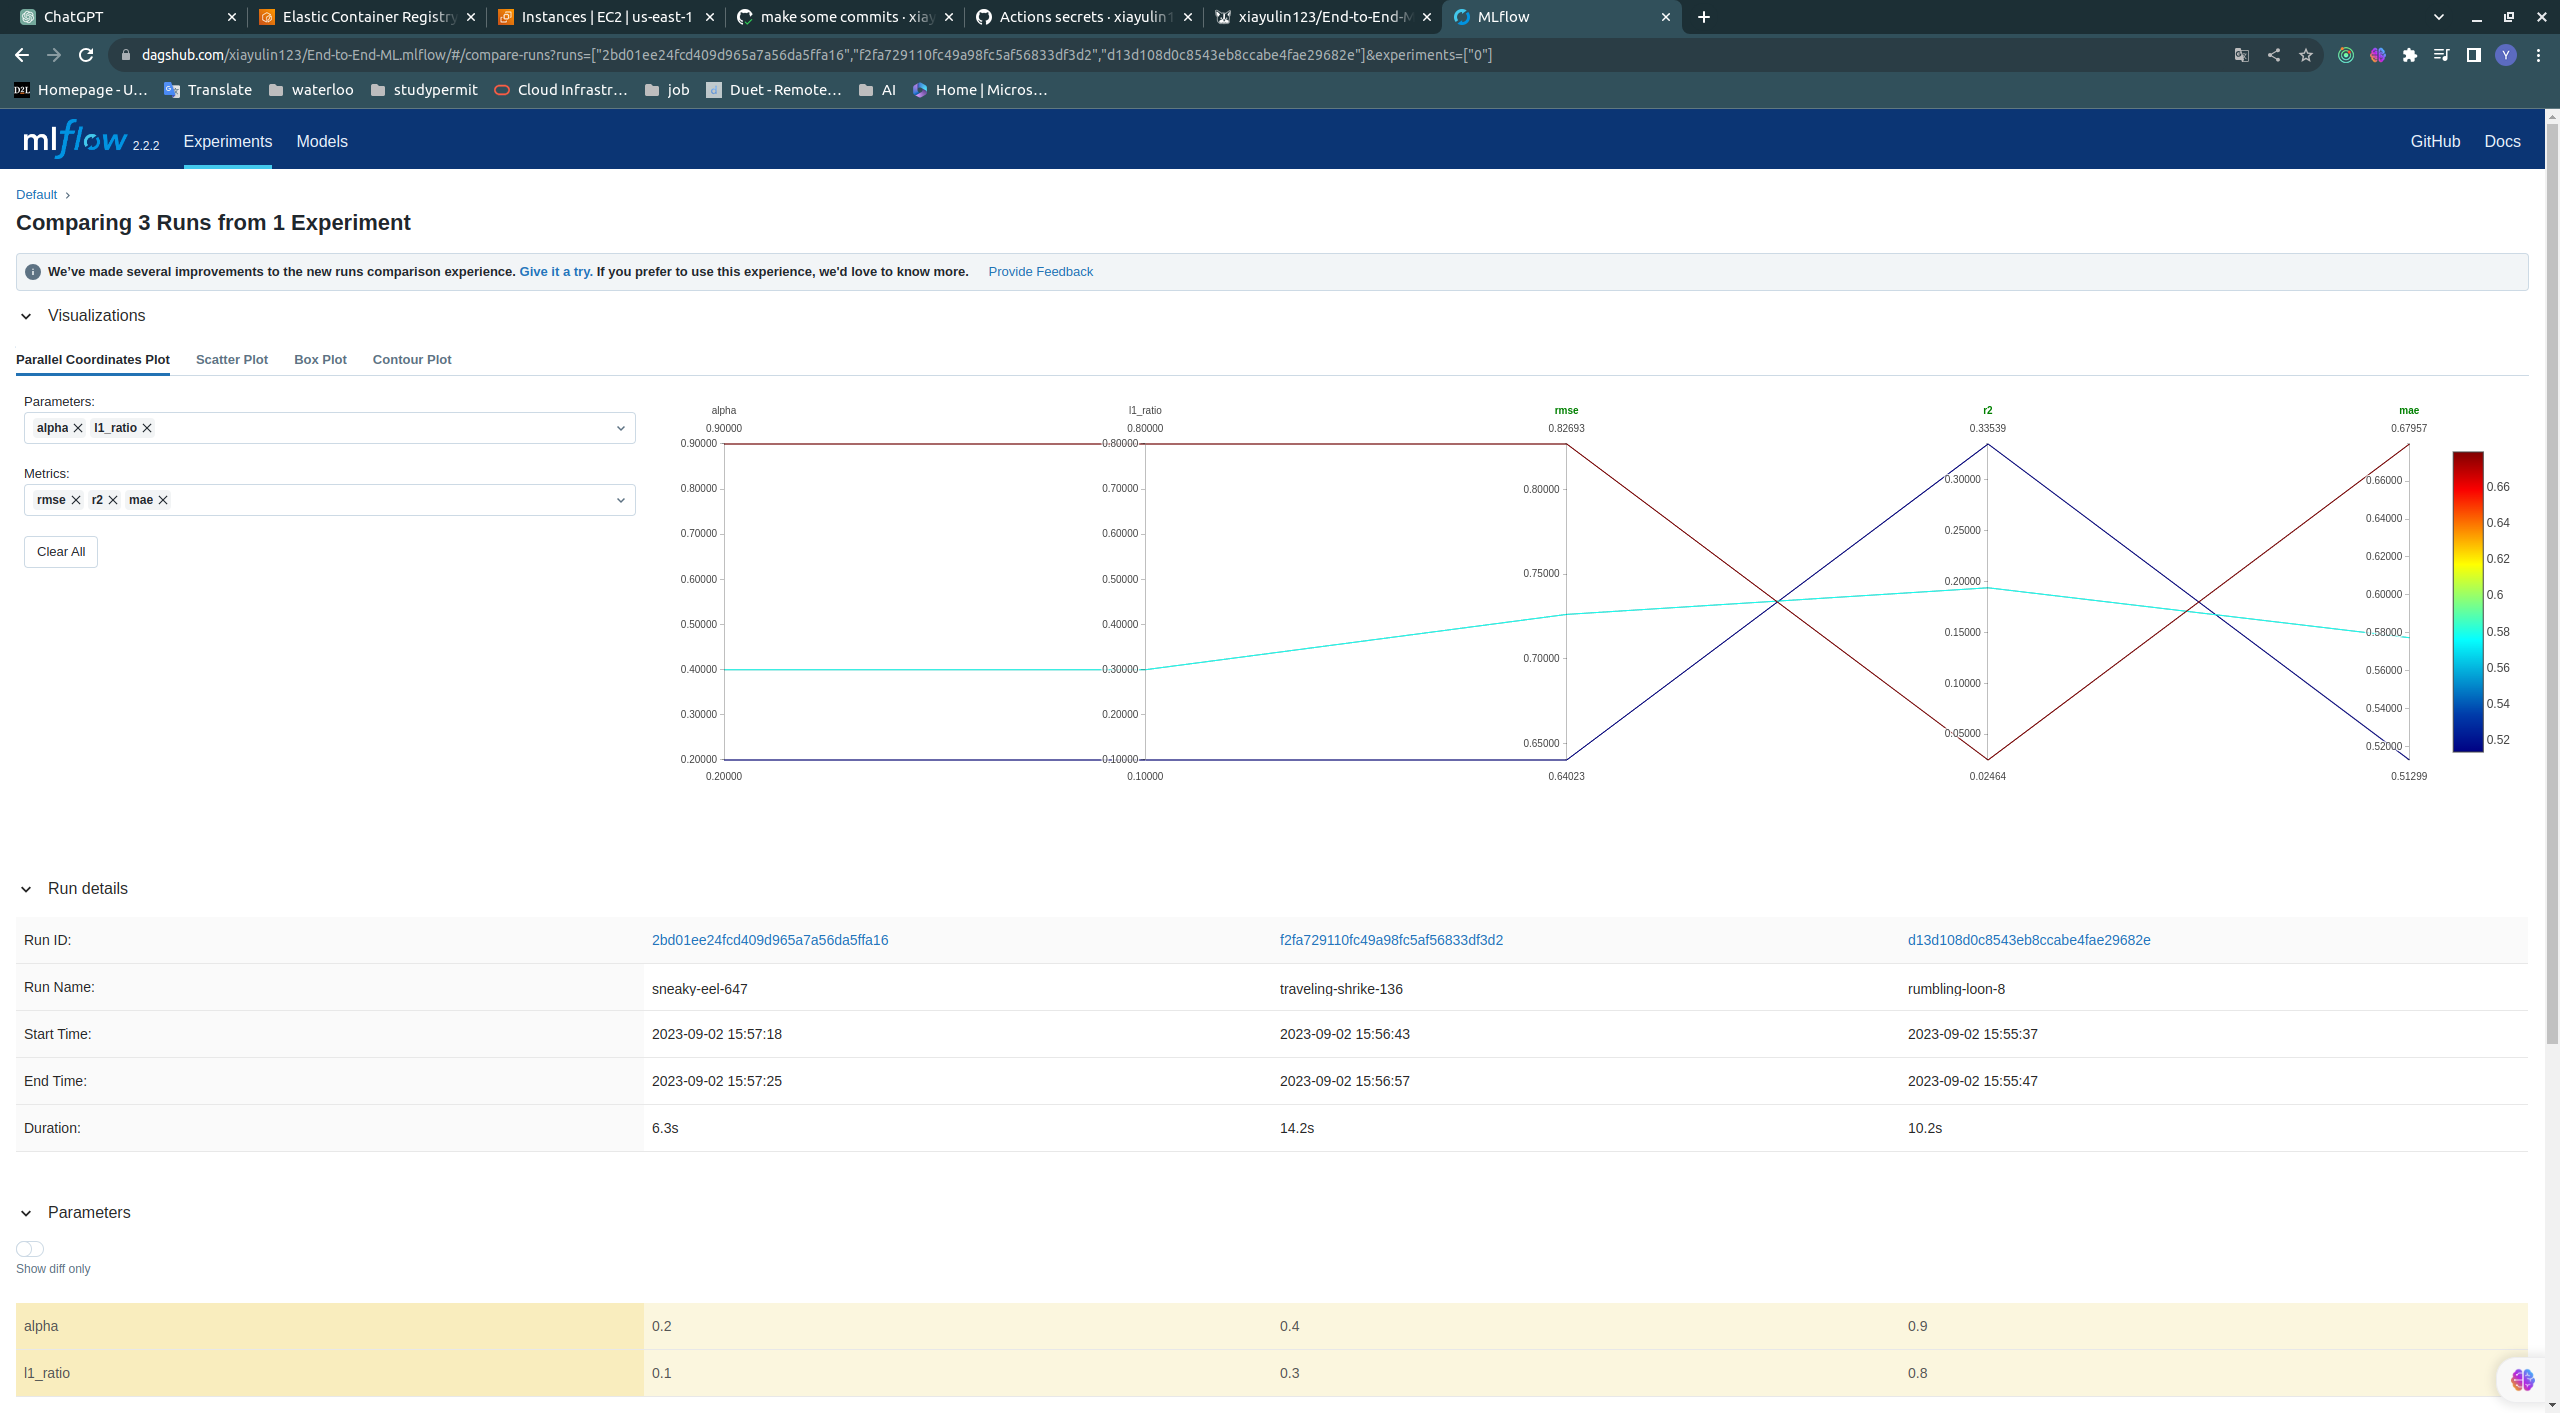 ChatGPT
Elastic Container Registry
Instances | EC2 | us-east-1
make some commits · xiay
Actions secrets · xiayulin1
xiayulin123/End-to-End-M
MLflow
dagshub.com/xiayulin123/End-to-End-ML.mlflow/#/compare-runs?runs=["2bd01ee24fcd409d965a7a56da5ffa16","f2fa729110fc49a98fc5af56833df3d2","d13d108d0c8543eb8ccabe4fae29682e"]&experiments=["0"]
Y
D2L Homepage - U... Translate waterloo studypermit Cloud Infrastr... job Duet - Remote... AI Home | Micros...
mlflow 2.2.2 Experiments Models GitHub Docs
Default
Comparing 3 Runs from 1 Experiment
We've made several improvements to the new runs comparison experience. Give it a try. If you prefer to use this experience, we'd love to know more. Provide Feedback
Visualizations
Parallel Coordinates Plot Scatter Plot Box Plot Contour Plot
Parameters:
alpha l1_ratio
Metrics:
rmse r2 mae
Clear All
alpha
0.90000
0.90000
0.80000
0.70000
0.60000
0.50000
0.40000
0.30000
0.20000
0.20000
l1_ratio
0.80000
0.80000
0.70000
0.60000
0.50000
0.40000
0.30000
0.20000
0.10000
0.10000
rmse
0.82693
0.80000
0.75000
0.70000
0.65000
0.64023
r2
0.33539
0.30000
0.25000
0.20000
0.15000
0.10000
0.05000
0.02464
mae
0.67957
0.66000
0.64000
0.62000
0.60000
0.58000
0.56000
0.54000
0.52000
0.51299
0.66
0.64
0.62
0.6
0.58
0.56
0.54
0.52
Run details
Run ID: 2bd01ee24fcd409d965a7a56da5ffa16 f2fa729110fc49a98fc5af56833df3d2 d13d108d0c8543eb8ccabe4fae29682e
Run Name: sneaky-eel-647 traveling-shrike-136 rumbling-loon-8
Start Time: 2023-09-02 15:57:18 2023-09-02 15:56:43 2023-09-02 15:55:37
End Time: 2023-09-02 15:57:25 2023-09-02 15:56:57 2023-09-02 15:55:47
Duration: 6.3s 14.2s 10.2s
Parameters
Show diff only
alpha 0.2 0.4 0.9
l1_ratio 0.1 0.3 0.8